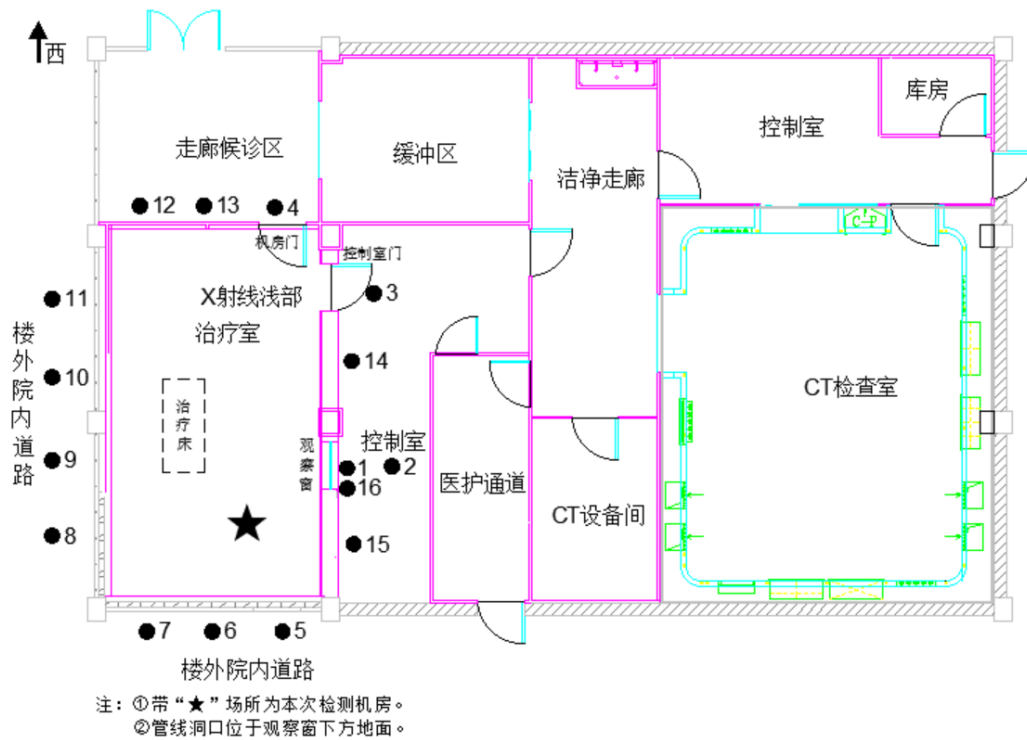 西
库房
控制室
走廊候诊区
缓冲区
洁净走廊
12
13
4
机房门
控制室门
3
11
X射线浅部
治疗室
楼外院内道路
14
10
CT检查室
治疗床
控制室
观察窗
9
1
2
医护通道
16
8
15
CT设备间
7
6
5
楼外院内道路
注：①带“★”场所为本次检测机房。
②管线洞口位于观察窗下方地面。